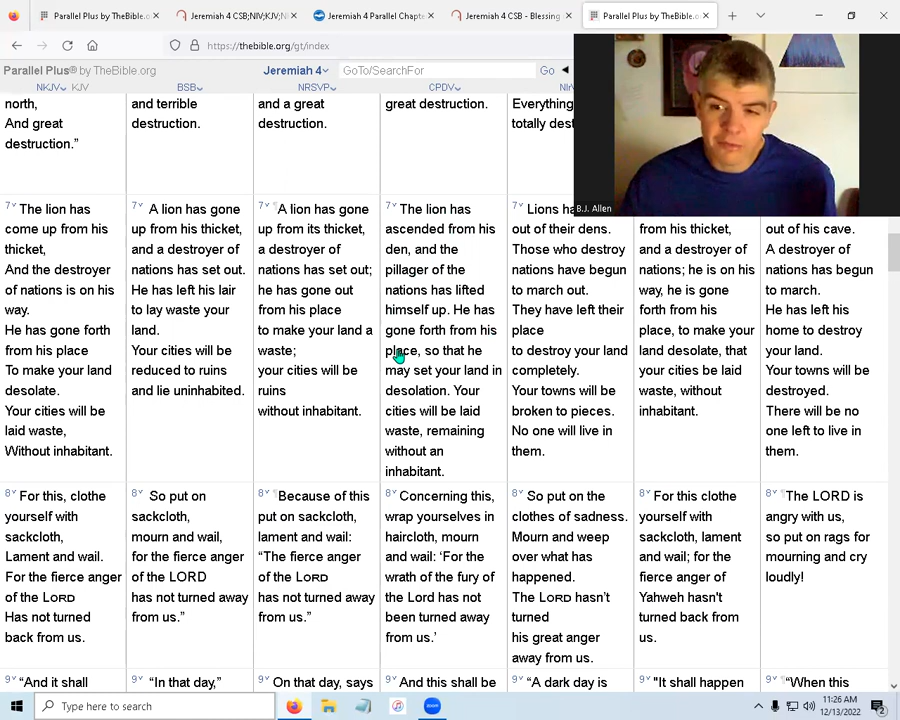 Parallel Plus by TheBible.o
Jeremiah 4 CSB;NIV;KJV;N
Jeremiah 4 Parallel Chapte
Jeremiah 4 CSB - Blessing
Parallel Plus by TheBible.o
https://thebible.org/gt/index
Parallel Plus® by TheBible.org
Jeremiah 4
GoTo/SearchFor
Go
NKJV KJV
BSB
NRSVP
CPDV
north,
And great
destruction.”
and terrible
destruction.
and a great
destruction.
great destruction.
Everything
totally dest
B.J. Allen
7 The lion has
come up from his
thicket,
And the destroyer
of nations is on his
way.
He has gone forth
from his place
To make your land
desolate.
Your cities will be
laid waste,
Without inhabitant.
7 A lion has gone
up from his thicket,
and a destroyer of
nations has set out.
He has left his lair
to lay waste your
land.
Your cities will be
reduced to ruins
and lie uninhabited.
7 ¶A lion has gone
up from its thicket,
a destroyer of
nations has set out;
he has gone out
from his place
to make your land a
waste;
your cities will be
ruins
without inhabitant.
7 The lion has
ascended from his
den, and the
pillager of the
nations has lifted
himself up. He has
gone forth from his
place, so that he
may set your land in
desolation. Your
cities will be laid
waste, remaining
without an
inhabitant.
7 Lions ha
out of their dens.
Those who destroy
nations have begun
to march out.
They have left their
place
to destroy your land
completely.
Your towns will be
broken to pieces.
No one will live in
them.
from his thicket,
and a destroyer of
nations; he is on his
way, he is gone
forth from his
place, to make your
land desolate, that
your cities be laid
waste, without
inhabitant.
out of his cave.
A destroyer of
nations has begun
to march.
He has left his
home to destroy
your land.
Your towns will be
destroyed.
There will be no
one left to live in
them.
8 For this, clothe
yourself with
sackcloth,
Lament and wail.
For the fierce anger
of the LORD
Has not turned
back from us.
8 So put on
sackcloth,
mourn and wail,
for the fierce anger
of the LORD
has not turned away
from us.”
8 ¶Because of this
put on sackcloth,
lament and wail:
“The fierce anger
of the LORD
has not turned away
from us.”
8 Concerning this,
wrap yourselves in
haircloth, mourn
and wail: ‘For the
wrath of the fury of
the Lord has not
been turned away
from us.’
8 So put on the
clothes of sadness.
Mourn and weep
over what has
happened.
The LORD hasn’t
turned
his great anger
away from us.
8 For this clothe
yourself with
sackcloth, lament
and wail; for the
fierce anger of
Yahweh hasn't
turned back from
us.
8 ¶The LORD is
angry with us,
so put on rags for
mourning and cry
loudly!
9 “And it shall
9 “In that day,”
9 On that day, says
9 And this shall be
9 “A dark day is
9 "It shall happen
9 “When this
Type here to search
11:26 AM
12/13/2022
2